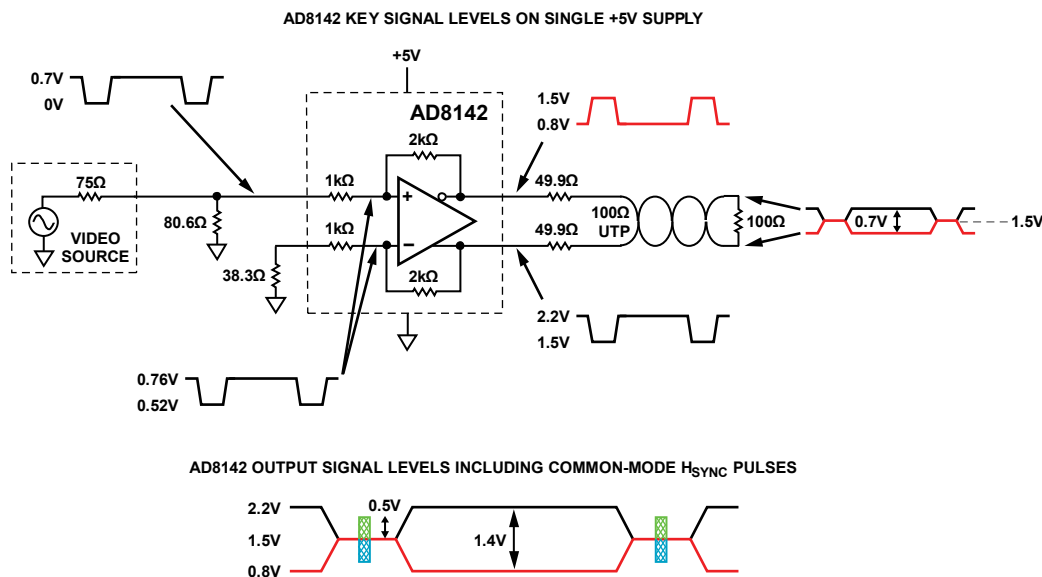 AD8142 KEY SIGNAL LEVELS ON SINGLE +5V SUPPLY
+5V
0.7V
0V
AD8142
1.5V
0.8V
2kΩ
75Ω
1kΩ
49.9Ω
80.6Ω
100Ω
UTP
100Ω
0.7V
1.5V
VIDEO
SOURCE
1kΩ
49.9Ω
38.3Ω
2kΩ
2.2V
1.5V
0.76V
0.52V
AD8142 OUTPUT SIGNAL LEVELS INCLUDING COMMON-MODE HSYNC PULSES
2.2V
0.5V
1.5V
1.4V
0.8V